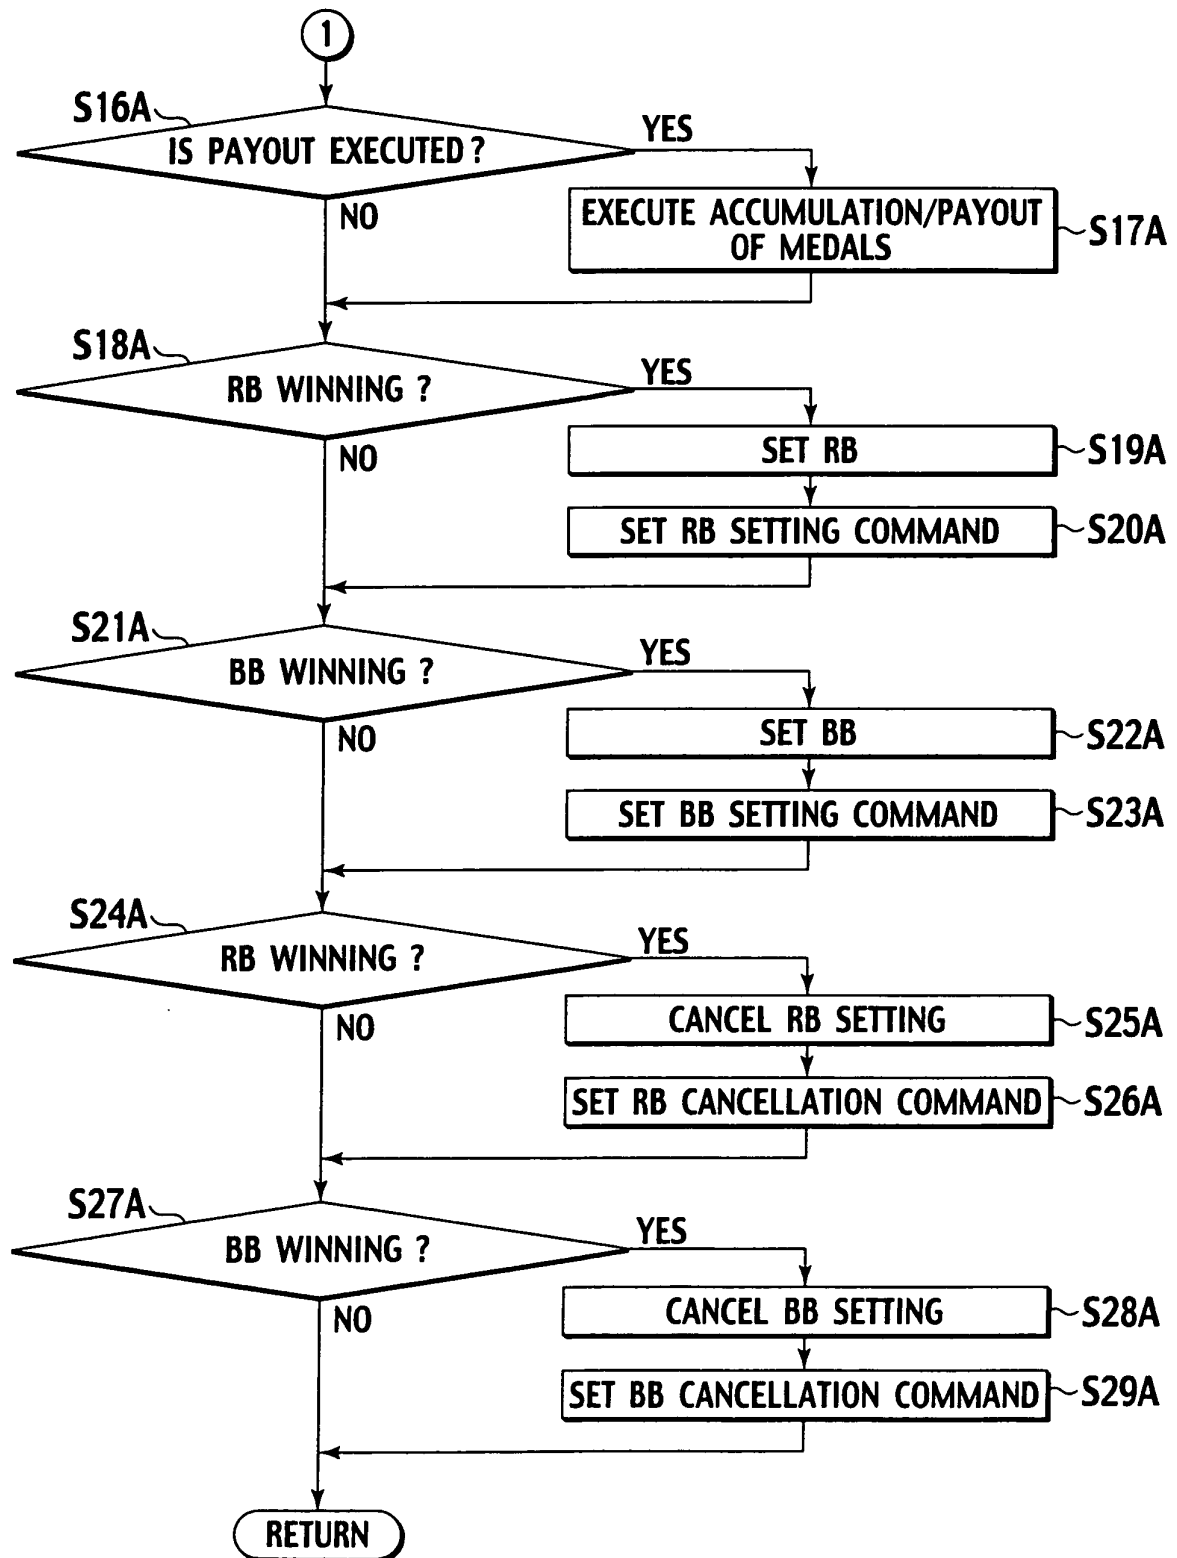 1
S16A
IS PAYOUT EXECUTED?
YES
NO
EXECUTE ACCUMULATION/PAYOUT
OF MEDALS
S17A
S18A
RB WINNING ?
YES
NO
SET RB
S19A
SET RB SETTING COMMAND
S20A
S21A
BB WINNING ?
YES
NO
SET BB
S22A
SET BB SETTING COMMAND
S23A
S24A
RB WINNING ?
YES
NO
CANCEL RB SETTING
S25A
SET RB CANCELLATION COMMAND
S26A
S27A
BB WINNING ?
YES
NO
CANCEL BB SETTING
S28A
SET BB CANCELLATION COMMAND
S29A
RETURN